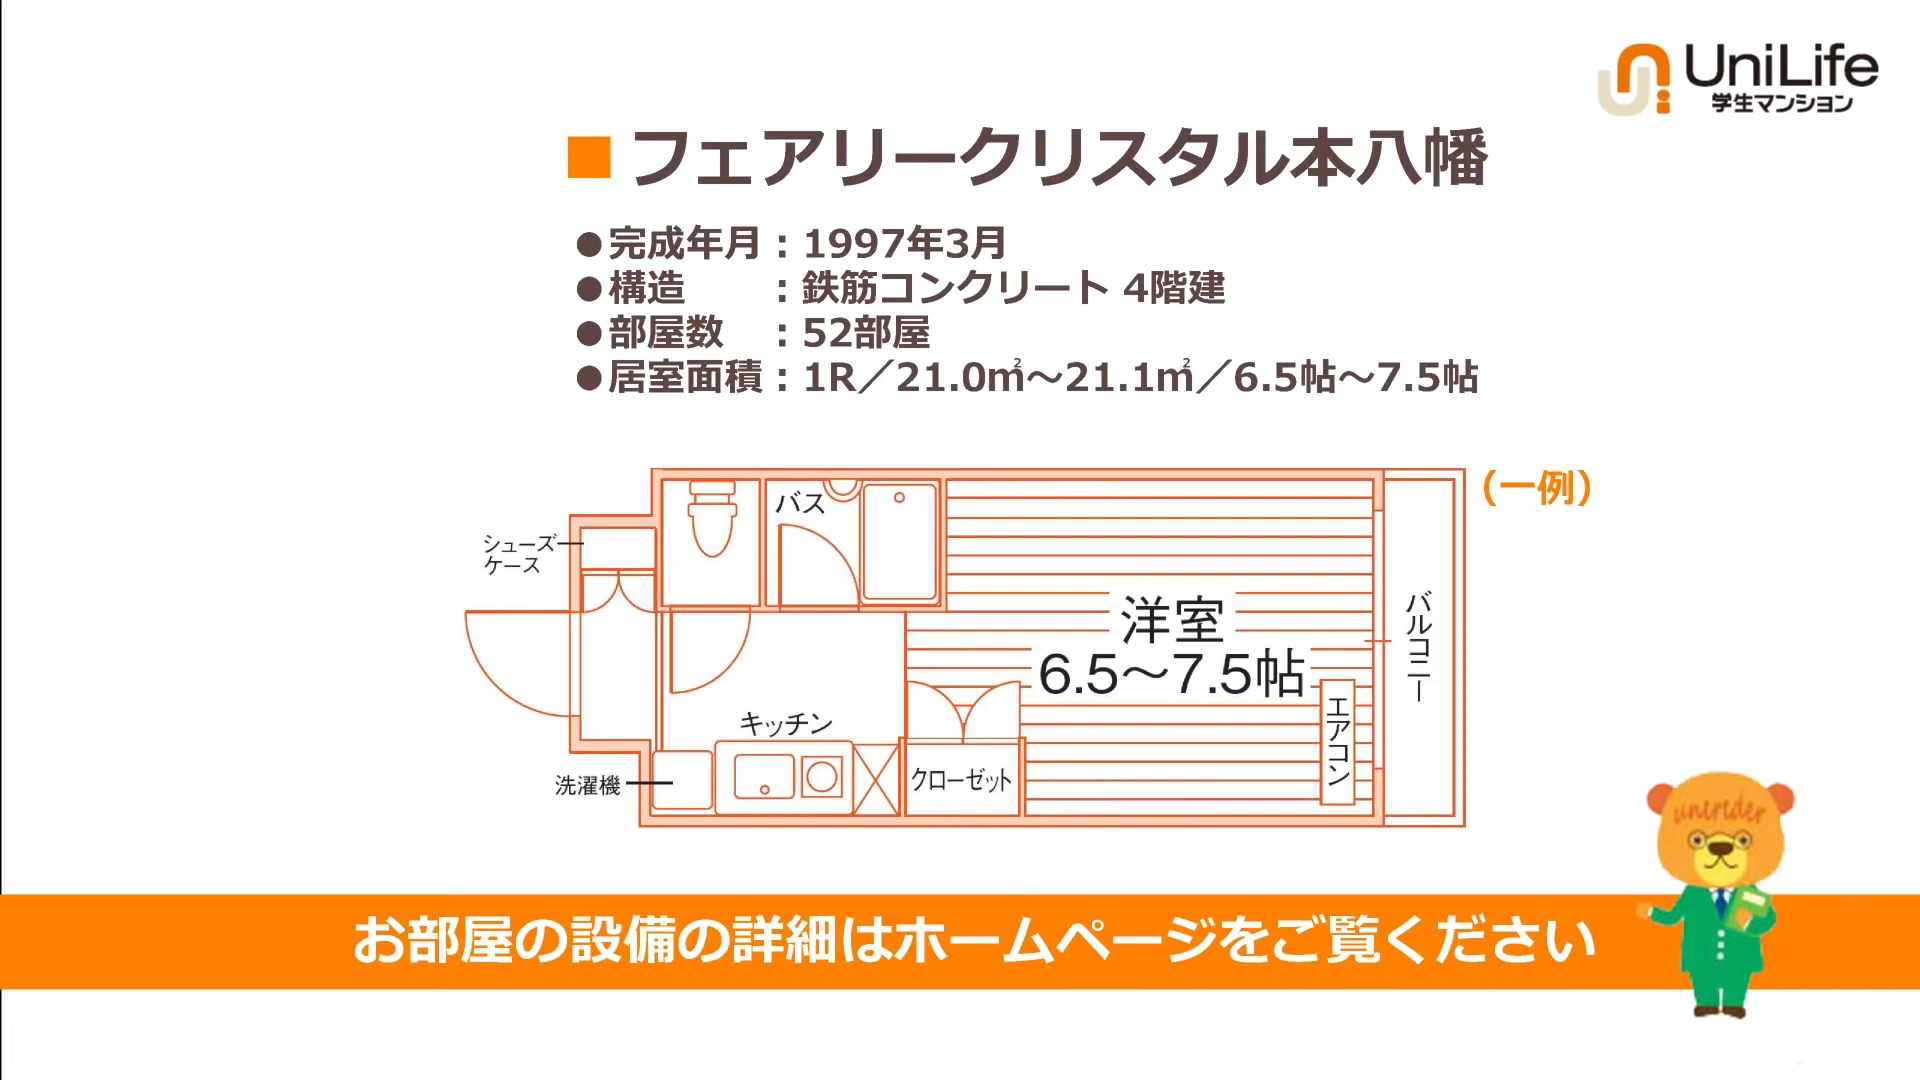 UniLife
学生マンション
■フェアリークリスタル本八幡
●完成年月：1997年3月
●構造　　：鉄筋コンクリート 4階建
●部屋数　：52部屋
●居室面積：1R／21.0㎡～21.1㎡／6.5帖～7.5帖
（一例）
バス
シューズ
ケース
洋室
6.5～7.5帖
バルコニー
エアコン
キッチン
クローゼット
洗濯機
unirider
お部屋の設備の詳細はホームページをご覧ください